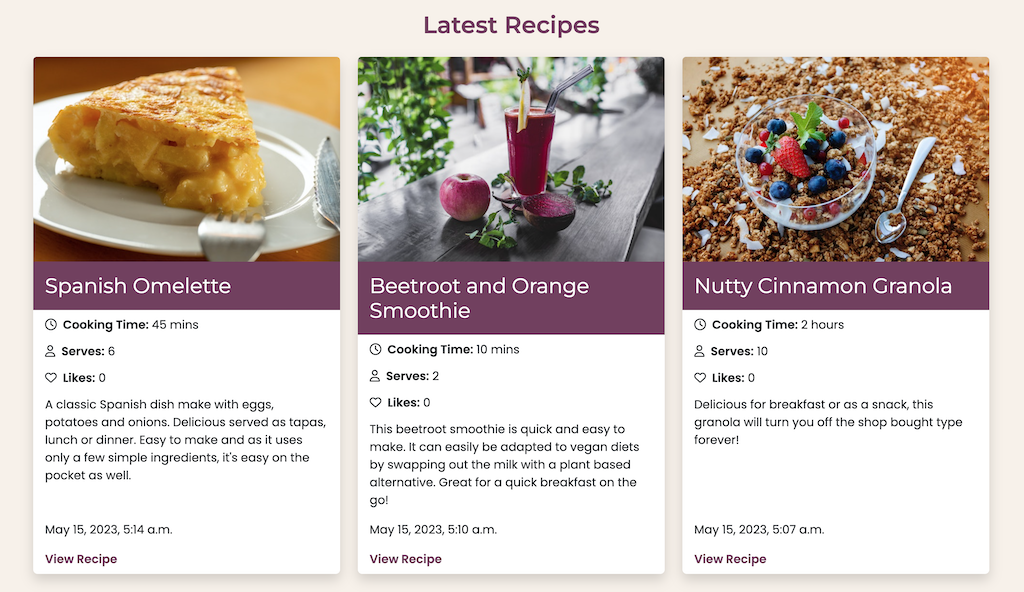 Latest Recipes
Spanish Omelette
Cooking Time: 45 mins
Serves: 6
Likes: 0
A classic Spanish dish make with eggs,
potatoes and onions. Delicious served as tapas,
lunch or dinner. Easy to make and as it uses
only a few simple ingredients, it's easy on the
pocket as well.
May 15, 2023, 5:14 a.m.
View Recipe
Beetroot and Orange
Smoothie
Cooking Time: 10 mins
Serves: 2
Likes: 0
This beetroot smoothie is quick and easy to
make. It can easily be adapted to vegan diets
by swapping out the milk with a plant based
alternative. Great for a quick breakfast on the
go!
May 15, 2023, 5:10 a.m.
View Recipe
Nutty Cinnamon Granola
Cooking Time: 2 hours
Serves: 10
Likes: 0
Delicious for breakfast or as a snack, this
granola will turn you off the shop bought type
forever!
May 15, 2023, 5:07 a.m.
View Recipe